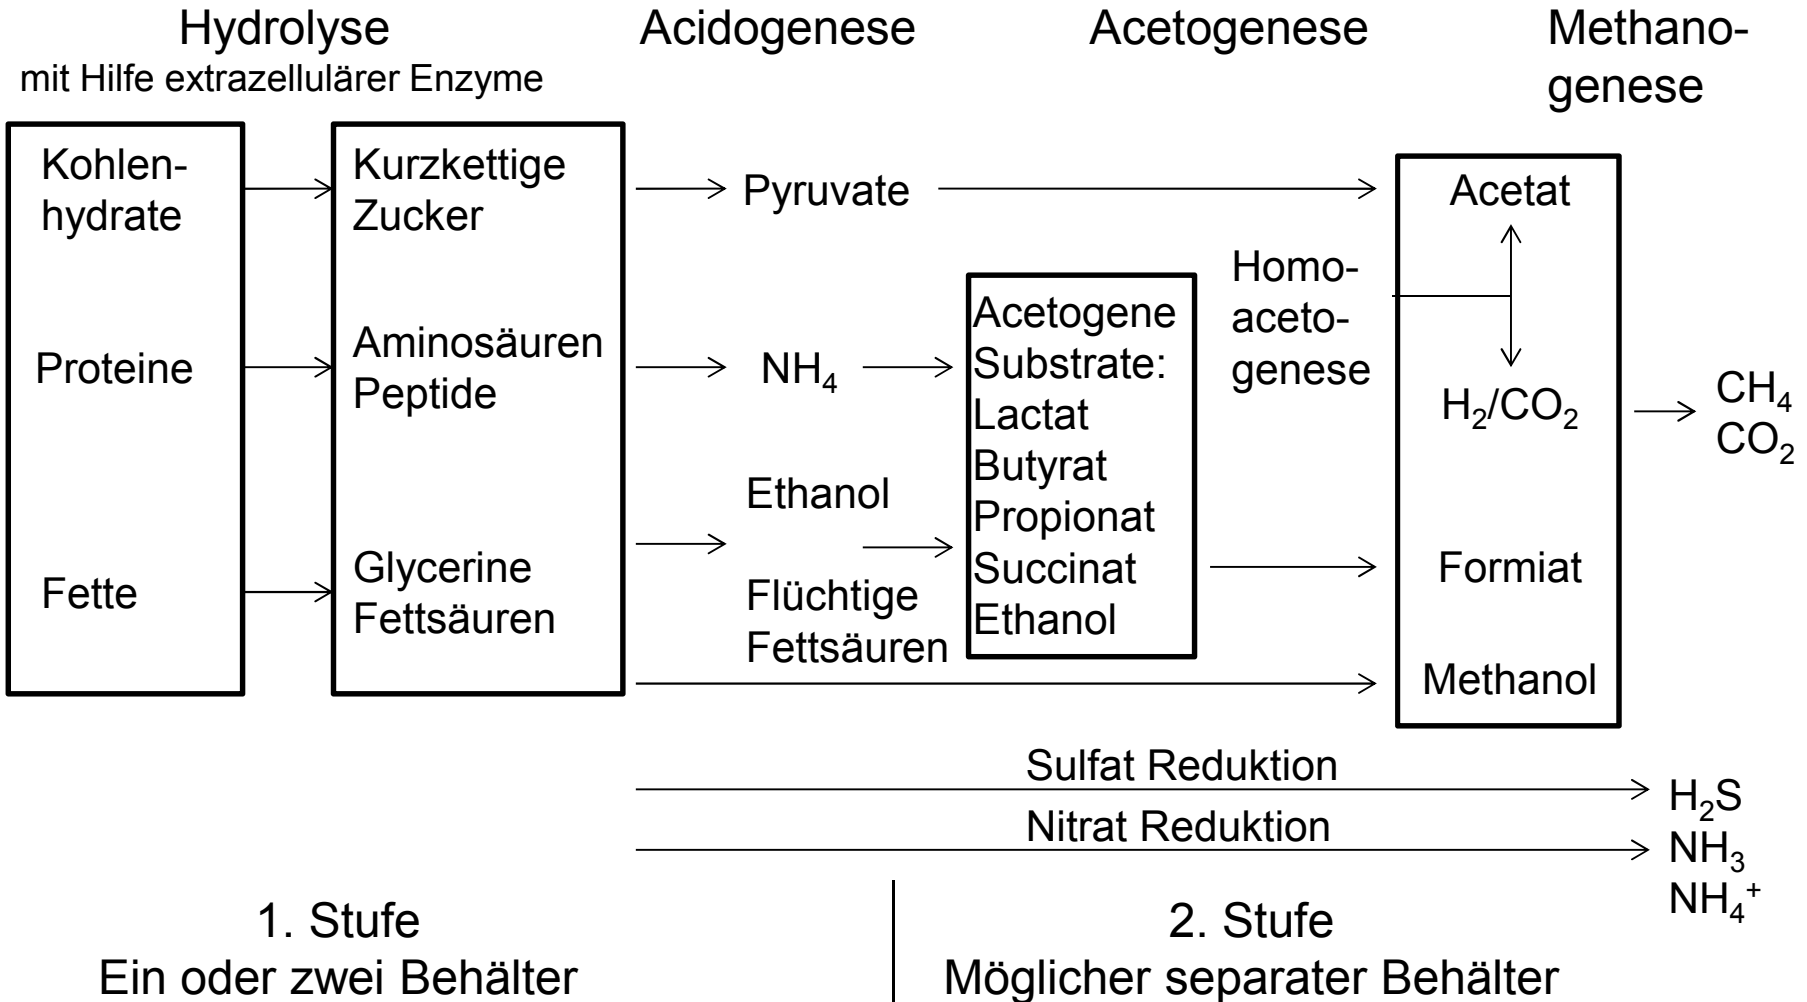 Hydrolyse
mit Hilfe extrazellulärer Enzyme
Acidogenese
Acetogenese
Methano-
genese
Kohlen-
hydrate
Proteine
Fette
Kurzkettige
Zucker
Aminosäuren
Peptide
Glycerine
Fettsäuren
Pyruvate
NH₄
Ethanol
Flüchtige
Fettsäuren
Acetogene
Substrate:
Lactat
Butyrat
Propionat
Succinat
Ethanol
Homo-
aceto-
genese
Acetat
H₂/CO₂
Formiat
Methanol
CH₄
CO₂
Sulfat Reduktion
Nitrat Reduktion
H₂S
NH₃
NH₄⁺
1. Stufe
Ein oder zwei Behälter
2. Stufe
Möglicher separater Behälter